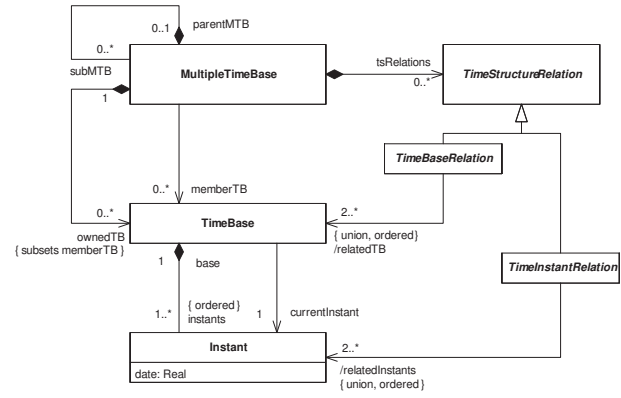 parentMTB
0..1
0..*
subMTB
MultipleTimeBase
tsRelations
0..*
TimeStructureRelation
1
TimeBaseRelation
0..*
memberTB
0..*
ownedTB
{ subsets memberTB }
TimeBase
2..*
{ union, ordered}
/relatedTB
1
base
TimeInstantRelation
{ ordered }
1..*
instants
1
currentInstant
Instant
date: Real
2..*
/relatedInstants
{ union, ordered }